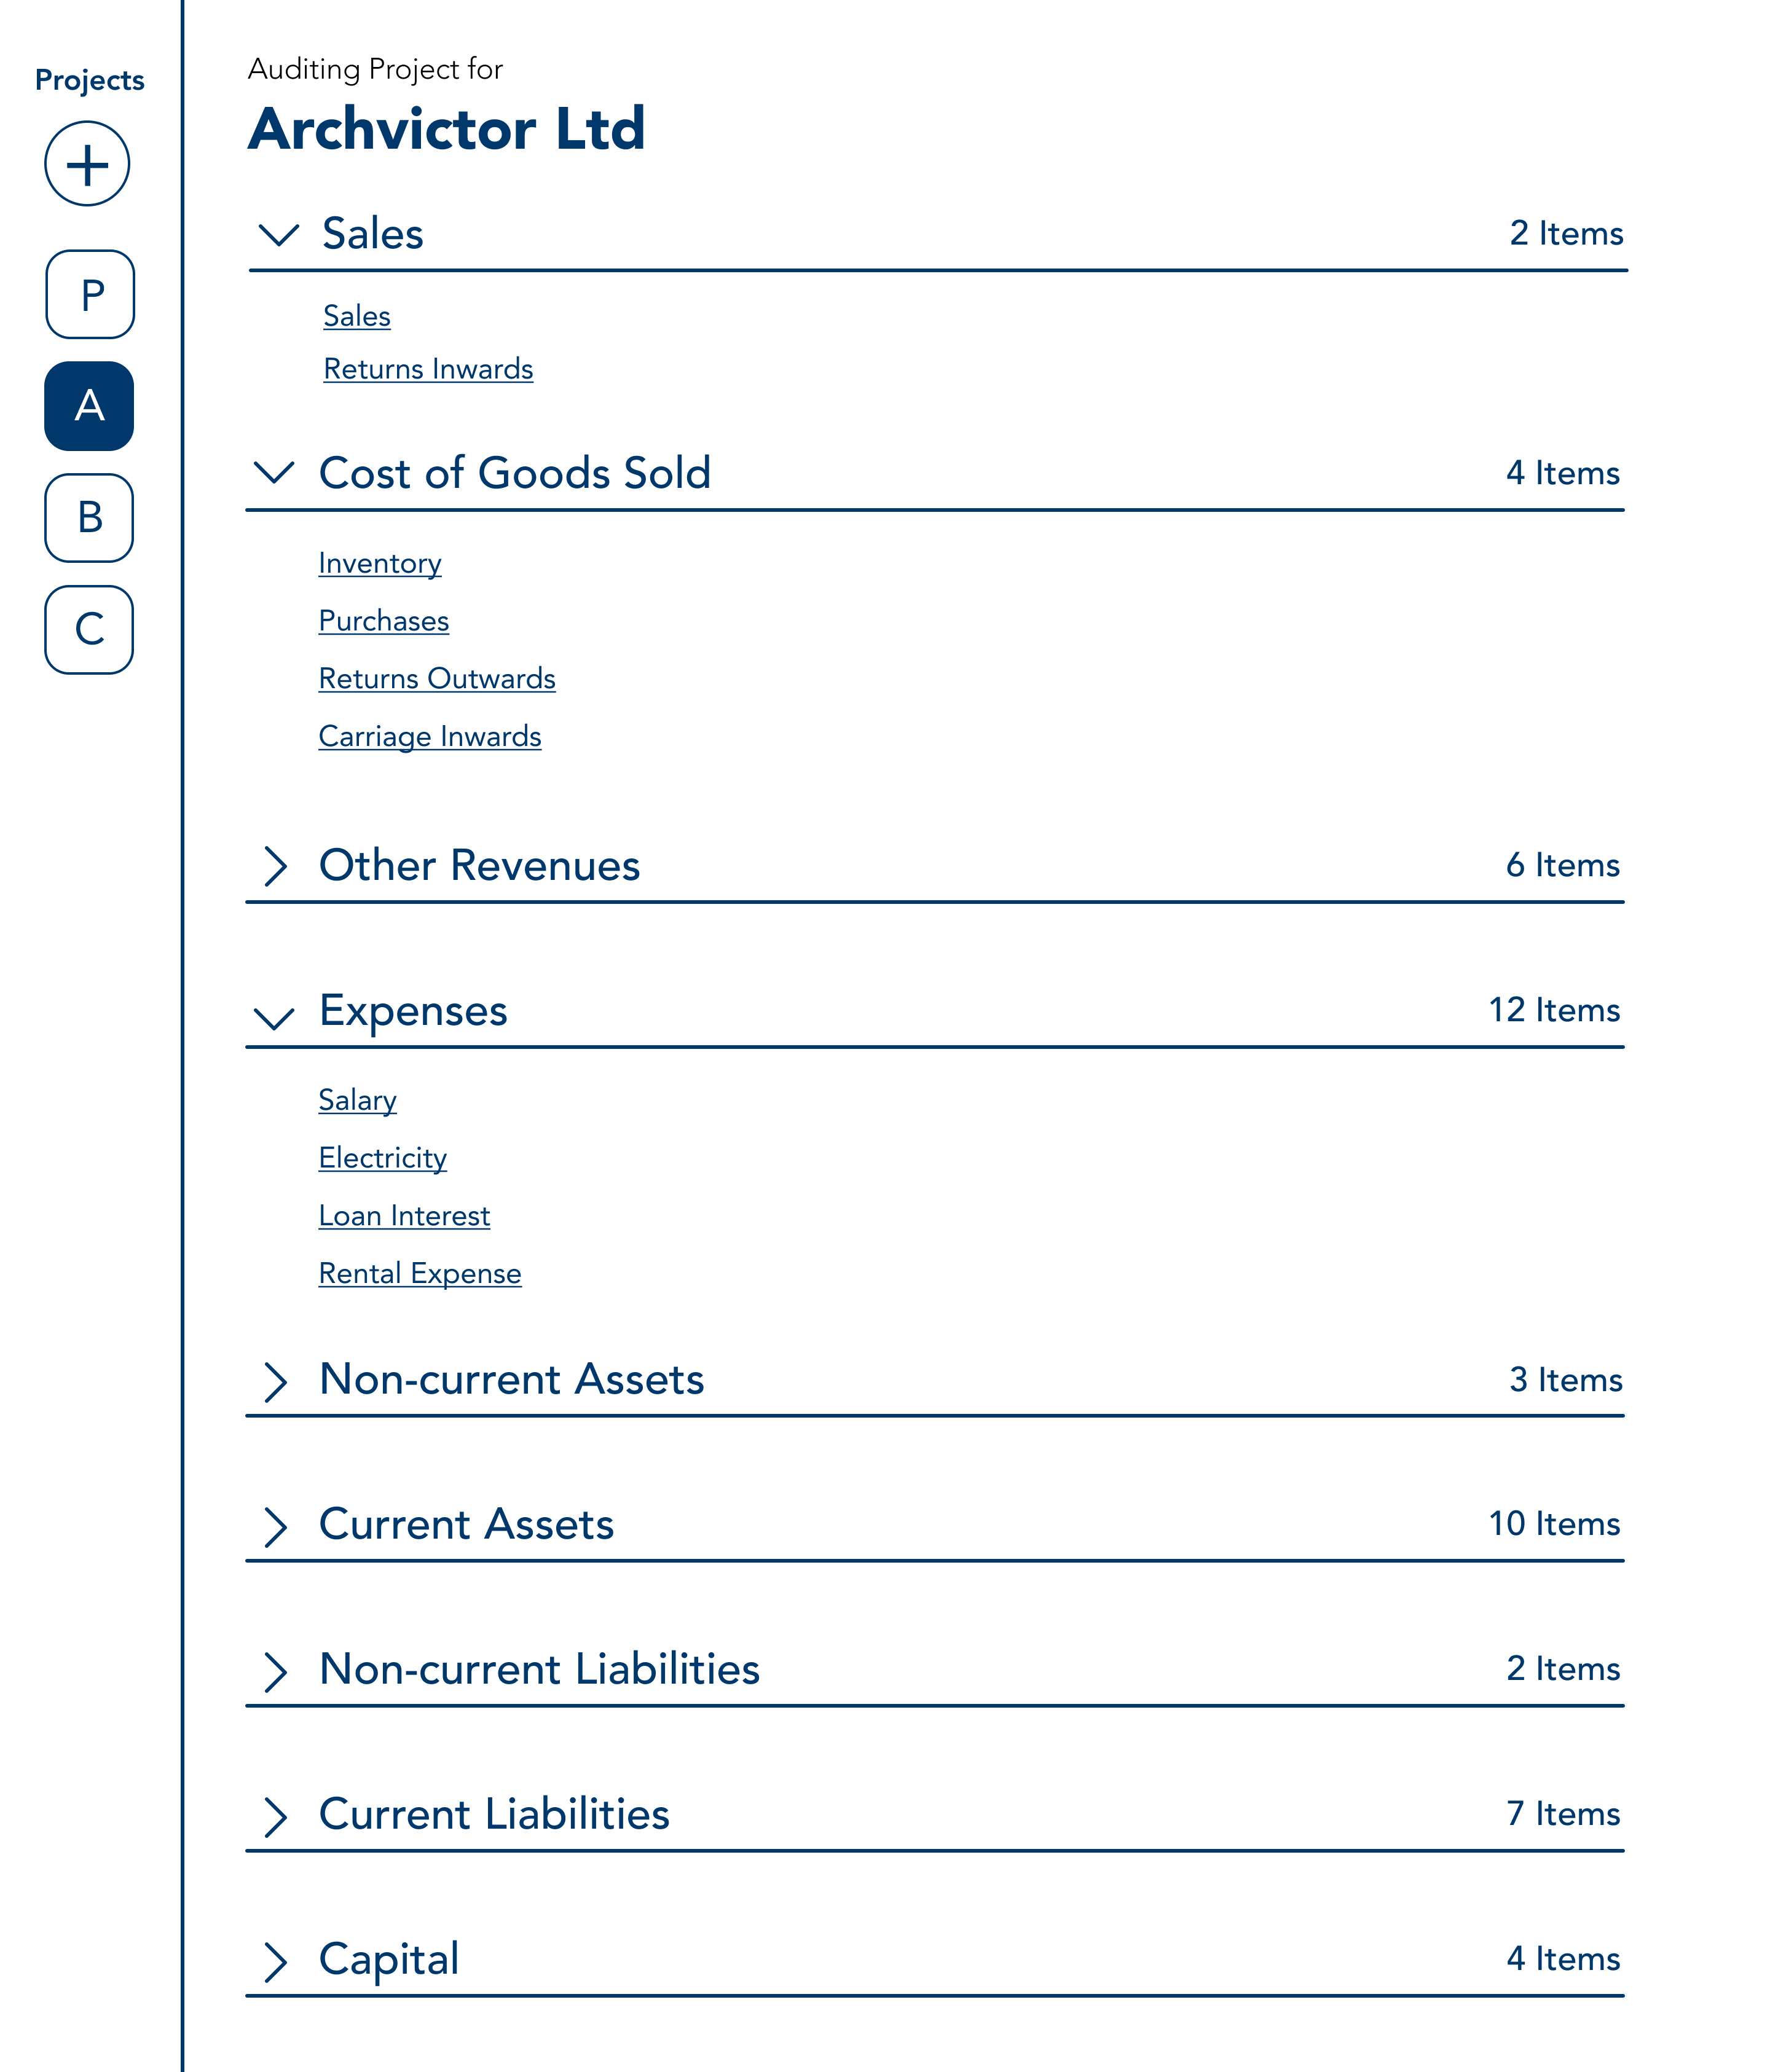 Projects
+
P
A
B
C
Auditing Project for
Archvictor Ltd
Sales 2 Items
Sales
Returns Inwards
Cost of Goods Sold 4 Items
Inventory
Purchases
Returns Outwards
Carriage Inwards
Other Revenues 6 Items
Expenses 12 Items
Salary
Electricity
Loan Interest
Rental Expense
Non-current Assets 3 Items
Current Assets 10 Items
Non-current Liabilities 2 Items
Current Liabilities 7 Items
Capital 4 Items